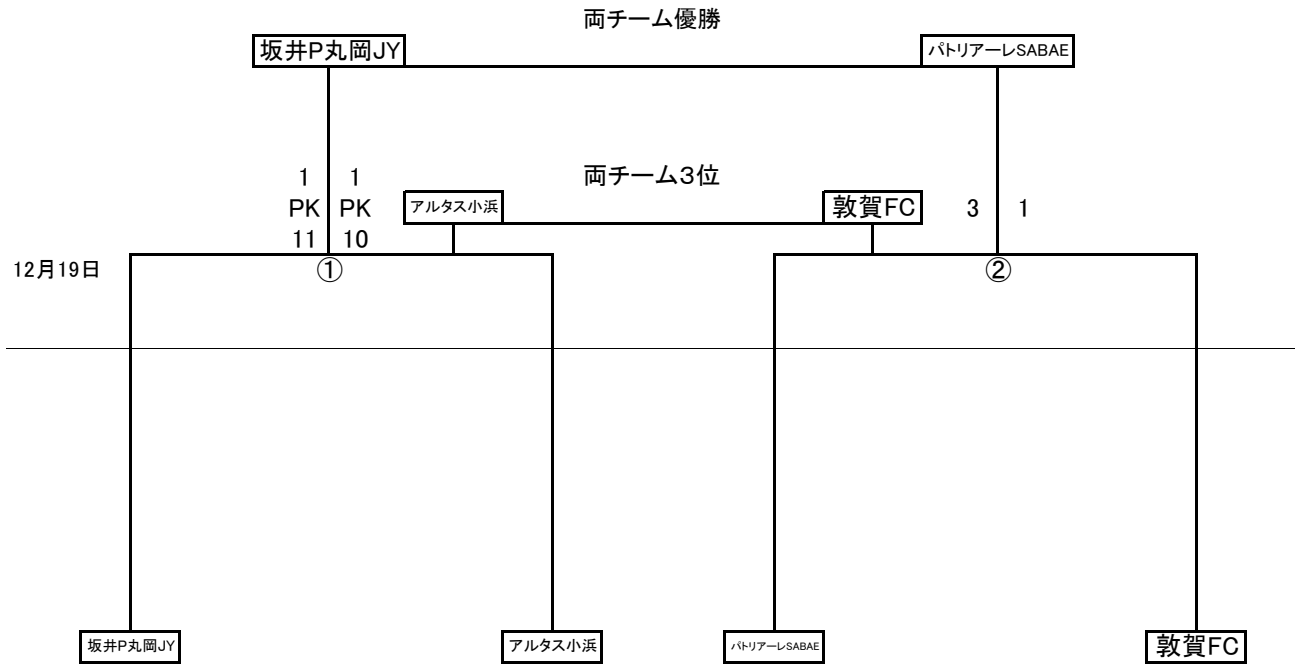 両チーム優勝
坂井P丸岡JY
パトリアーレSABAE
1 1
両チーム3位
PK PK
アルタス小浜
敦賀FC
3 1
11 10
12月19日
①
②
坂井P丸岡JY
アルタス小浜
パトリアーレSABAE
敦賀FC